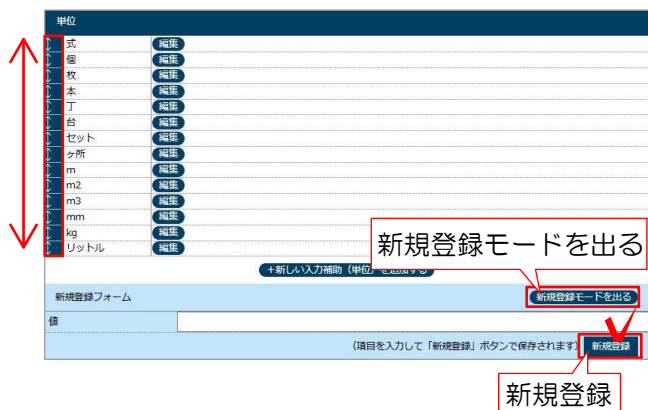 単位
式 編集
個 編集
枚 編集
本 編集
丁 編集
台 編集
セット 編集
ヶ所 編集
m 編集
m2 編集
m3 編集
mm 編集
kg 編集
リットル 編集
新規登録モードを出る
+新しい入力補助（単位）を追加する
新規登録フォーム 新規登録モードを出る
値
（項目を入力して「新規登録」ボタンで保存されます） 新規登録
新規登録